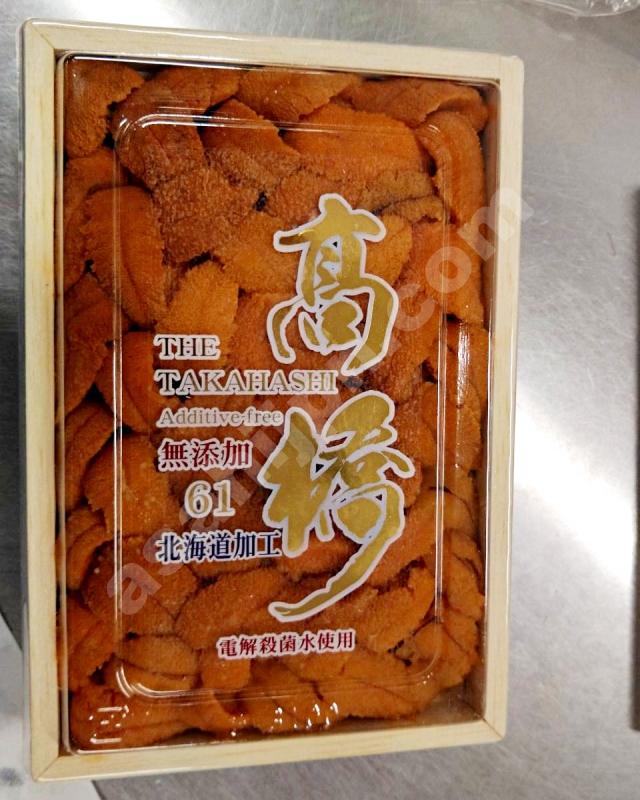 髙橋
THE
TAKAHASHI
Additive-free
無添加
61
北海道加工
電解殺菌水使用